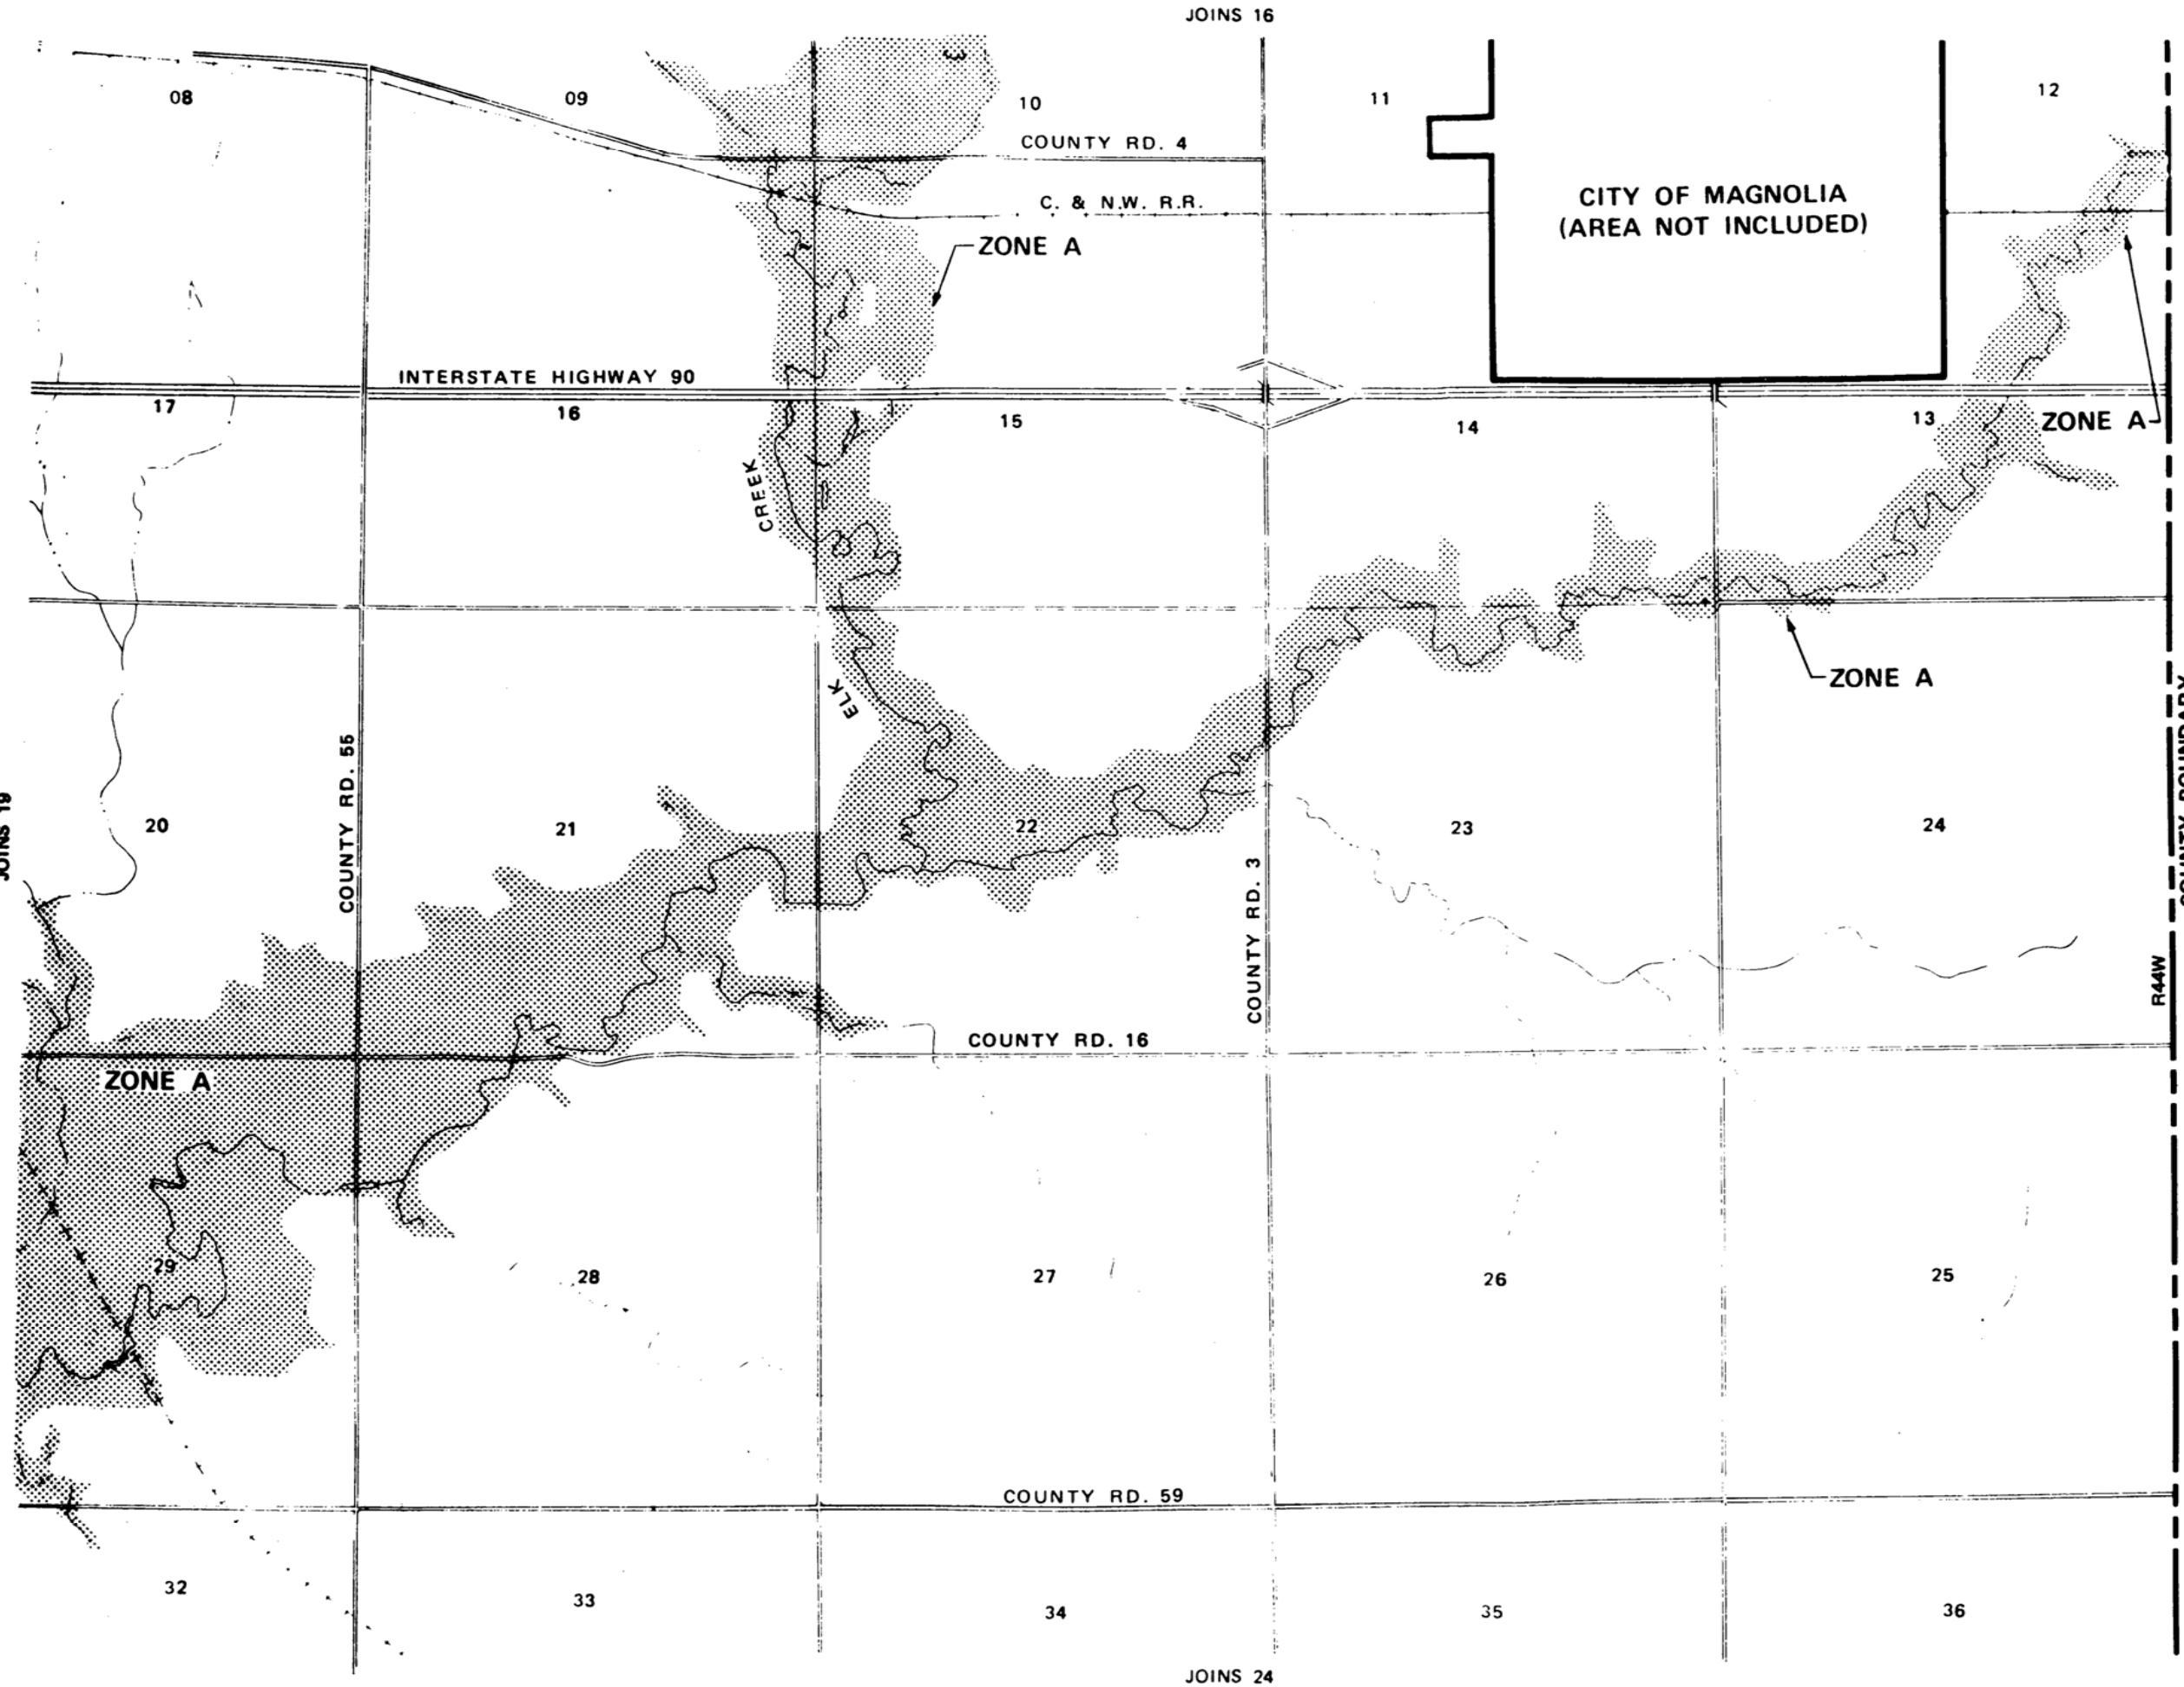 JOINS 16
08
09
3
10
11
12
COUNTY RD. 4
C. & N.W. R.R.
CITY OF MAGNOLIA
(AREA NOT INCLUDED)
ZONE A
INTERSTATE HIGHWAY 90
17
16
15
14
13
ZONE A
CREEK
ELK
ZONE A
COUNTY RD. 55
JOINS 19
20
21
22
23
24
COUNTY BOUNDARY
COUNTY RD. 3
R44W
COUNTY RD. 16
ZONE A
29
28
27
26
25
COUNTY RD. 59
32
33
34
35
36
JOINS 24